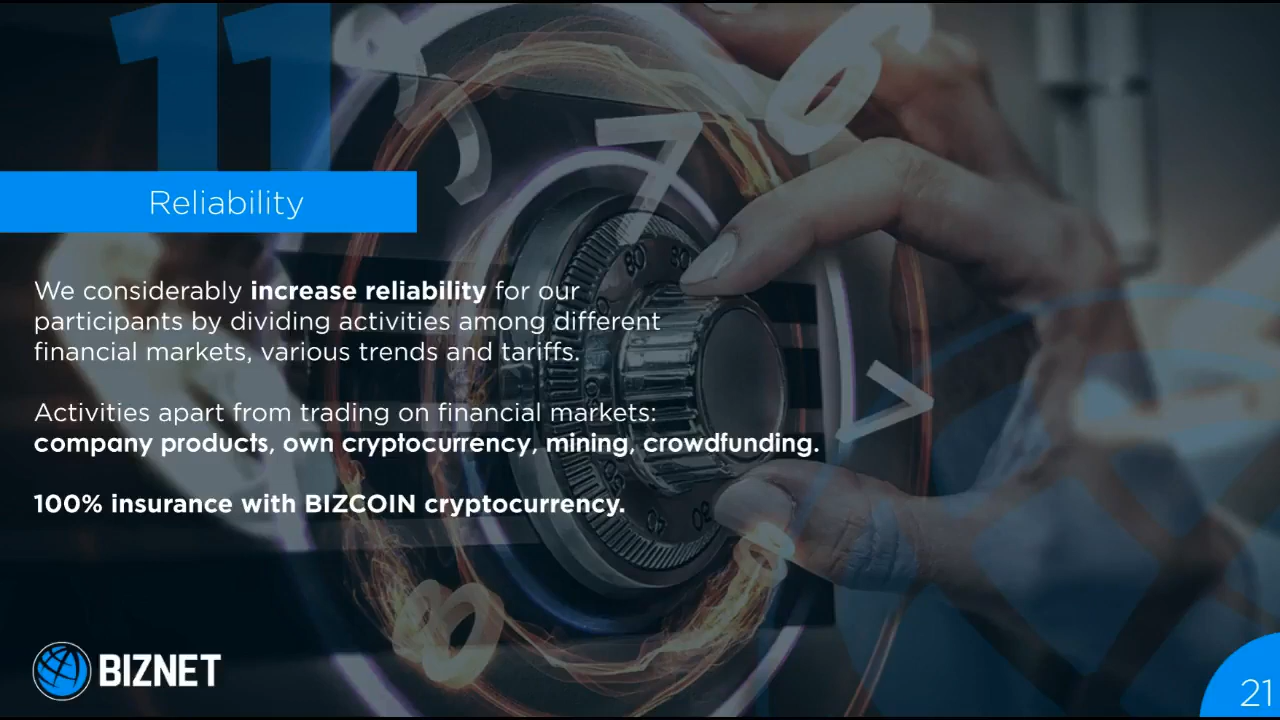 11
Reliability
We considerably increase reliability for our
participants by dividing activities among different
financial markets, various trends and tariffs.
Activities apart from trading on financial markets:
company products, own cryptocurrency, mining, crowdfunding.
100% insurance with BIZCOIN cryptocurrency.
BIZNET
21